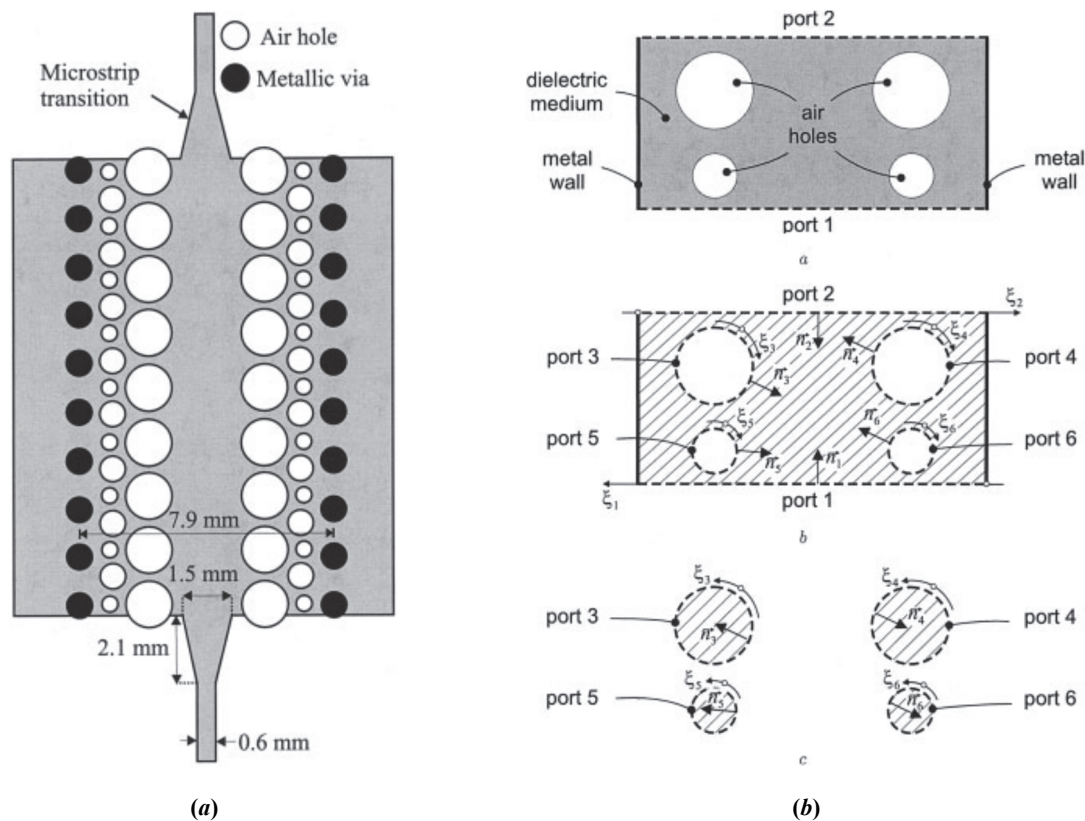 Air hole
Metallic via
Microstrip
transition
7.9 mm
1.5 mm
2.1 mm
0.6 mm
(a)
port 2
dielectric
medium
air
holes
metal
wall
metal
wall
port 1
a
port 2
ξ2
port 3
ξ3
n2
n4
ξ4
port 4
n3
port 5
ξ5
n6
ξ6
port 6
n5
n1
ξ1
port 1
b
ξ3
ξ4
port 3
n3
n4
port 4
ξ5
ξ6
port 5
n5
n6
port 6
c
(b)